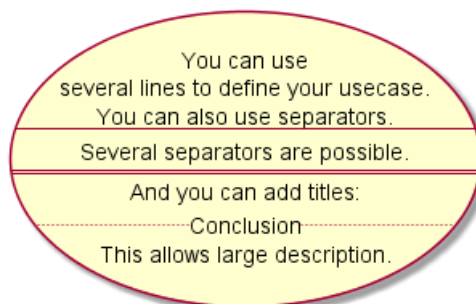 You can use
several lines to define your usecase.
You can also use separators.
Several separators are possible.
And you can add titles:
Conclusion
This allows large description.